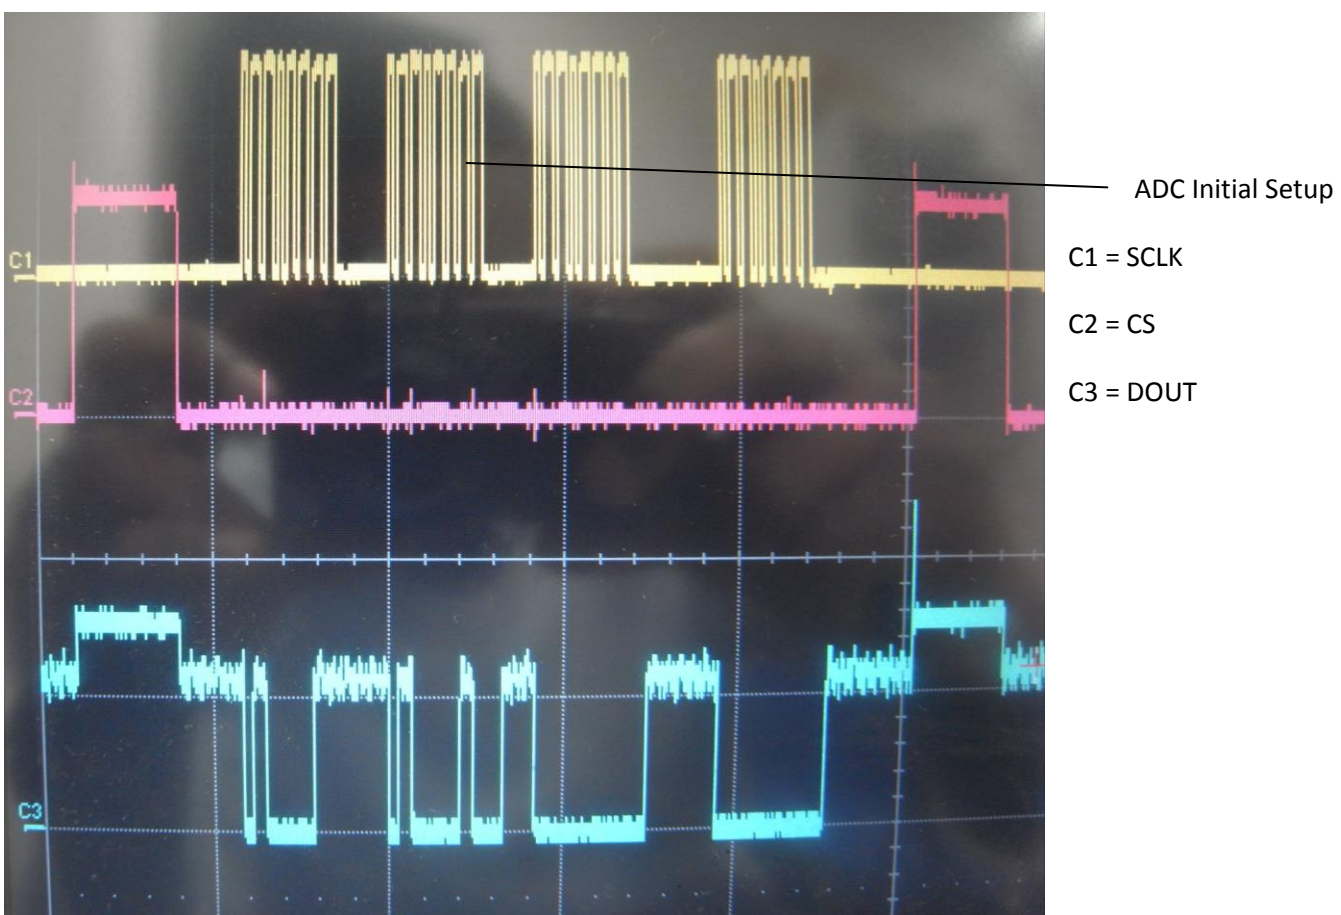 C1
ADC Initial Setup
C1 = SCLK
C2 = CS
C2
C3 = DOUT
C3